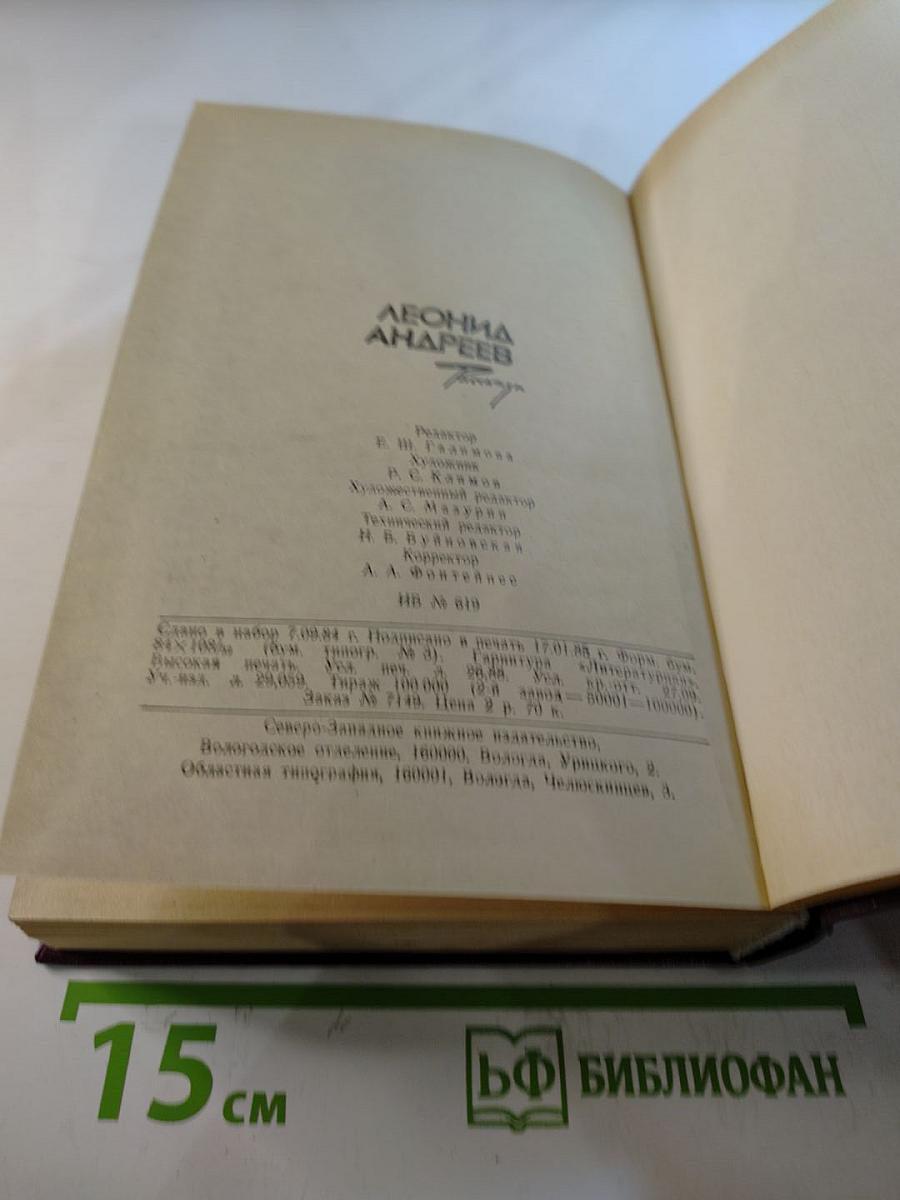 ЛЕОНИД
АНДРЕЕВ
Рассказы
Редактор
Е. Ш. Галимова
Художник
Р. С. Климов
Художественный редактор
А. С. Мазурин
Технический редактор
Н. Б. Буйновская
Корректор
А. А. Фонтейнес
ИБ № 619
Сдано в набор 7.09.84 г. Подписано в печать 17.01.85 г. Форм. бум.
84×108/₃₂ (бум. типогр. № 3). Гарнитура «Литературная».
Высокая печать. Усл. печ. л. Усл. кр.-отт. 27,09.
Уч.-изд. л. 29,059. Тираж 100 000 (2-й завод=50001—100000).
Заказ № 7149. Цена 2 р. 70 к.
Северо-Западное книжное издательство,
Вологодское отделение, 160000, Вологда, Урицкого, 2.
Областная типография, 160001, Вологда, Челюскинцев, 3.
15 см
БФ БИБЛИОФАН